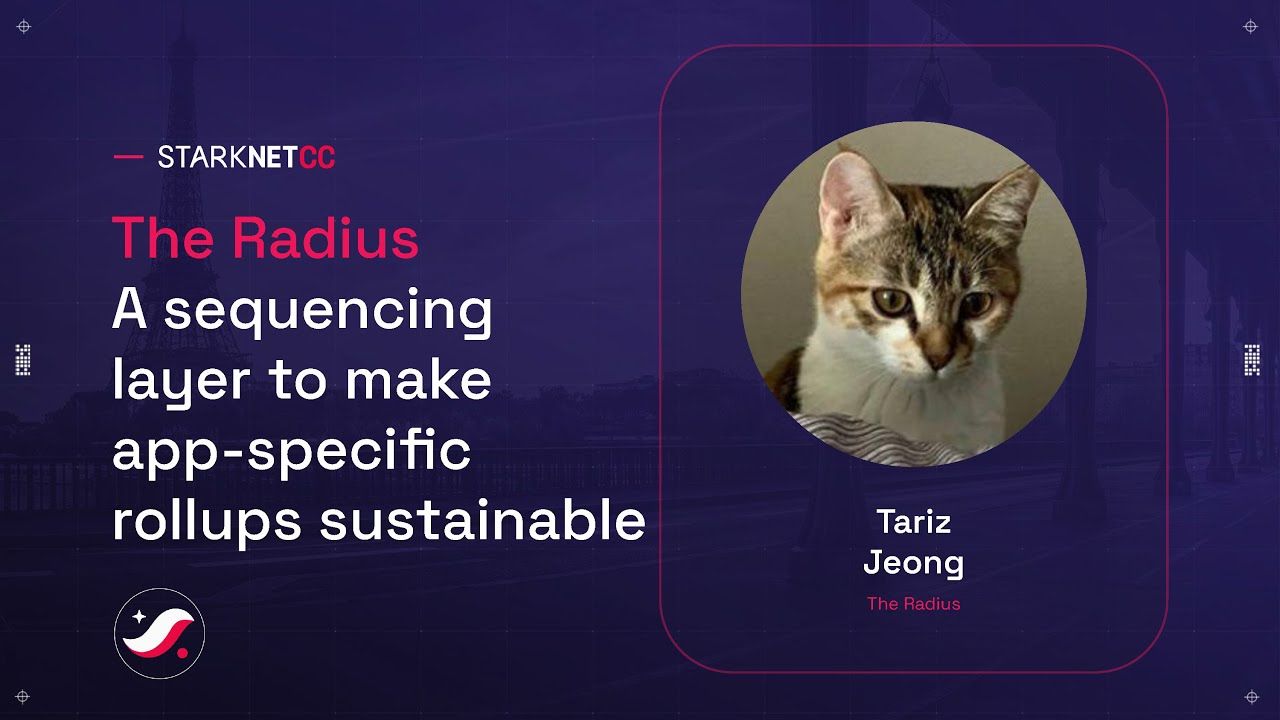 — STARKNETCC
The Radius
A sequencing
layer to make
app-specific
rollups sustainable
Tariz
Jeong
The Radius